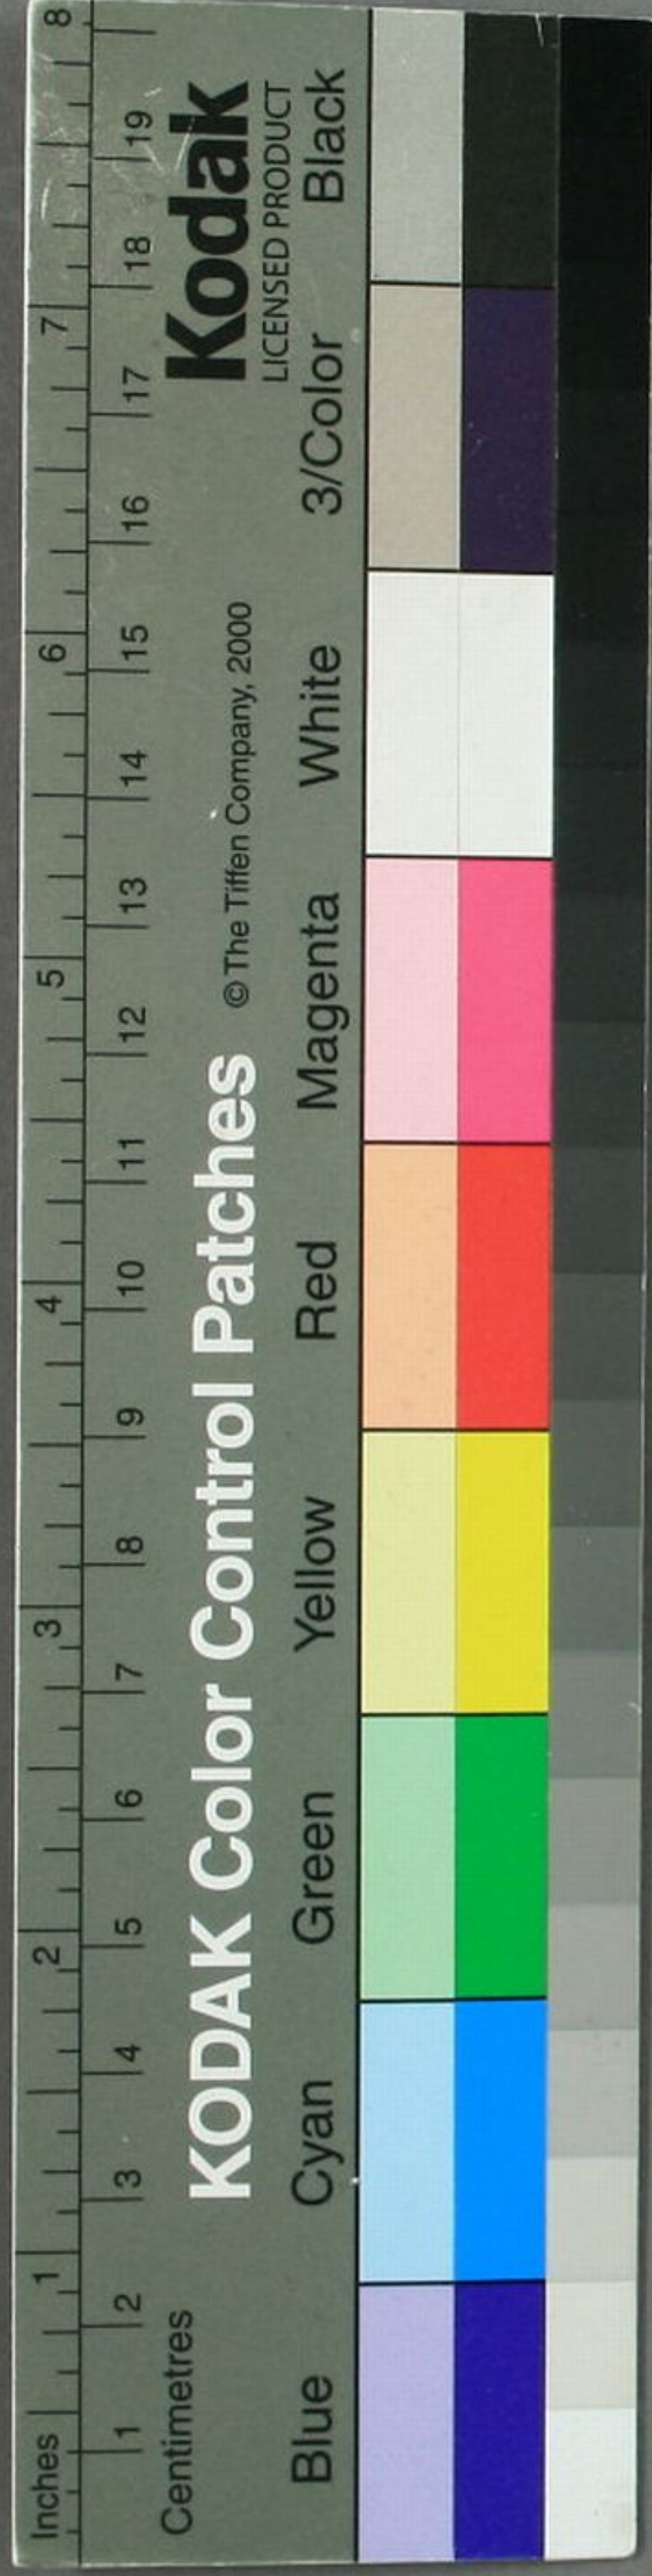 Inches 1 2 3 4 5 6 7 8
1 2 3 4 5 6 7 8 9 10 11 12 13 14 15 16 17 18 19
Centimetres
KODAK Color Control Patches © The Tiffen Company, 2000 Kodak
LICENSED PRODUCT
Blue Cyan Green Yellow Red Magenta White 3/Color Black